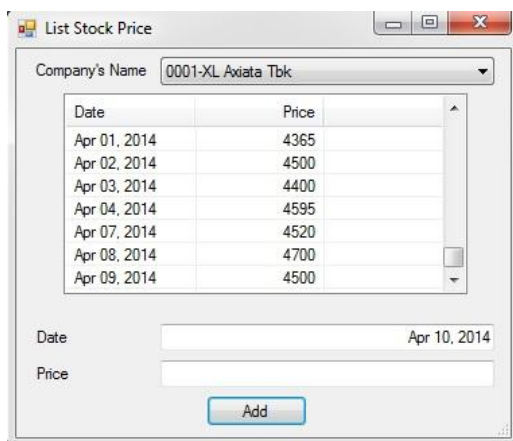 List Stock Price
Company's Name 0001-XL Axiata Tbk
Date Price
Apr 01, 2014 4365
Apr 02, 2014 4500
Apr 03, 2014 4400
Apr 04, 2014 4595
Apr 07, 2014 4520
Apr 08, 2014 4700
Apr 09, 2014 4500
Date Apr 10, 2014
Price
Add